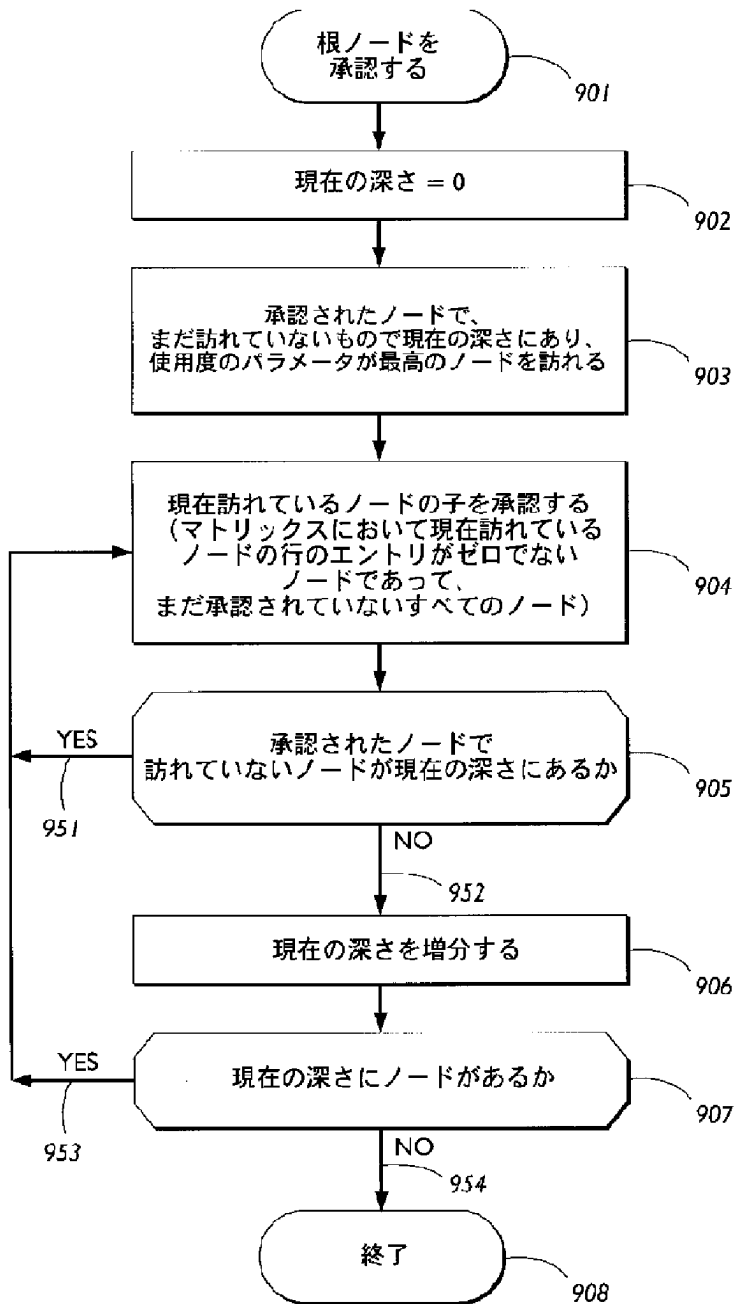 根ノードを
承認する
901
現在の深さ = 0
902
承認されたノードで、
まだ訪れていないもので現在の深さにあり、
使用度のパラメータが最高のノードを訪れる
903
現在訪れているノードの子を承認する
（マトリックスにおいて現在訪れている
ノードの行のエントリがゼロでない
ノードであって、
まだ承認されていないすべてのノード）
904
承認されたノードで
訪れていないノードが現在の深さにあるか
905
YES
951
NO
952
現在の深さを増分する
906
現在の深さにノードがあるか
907
YES
953
NO
954
終了
908